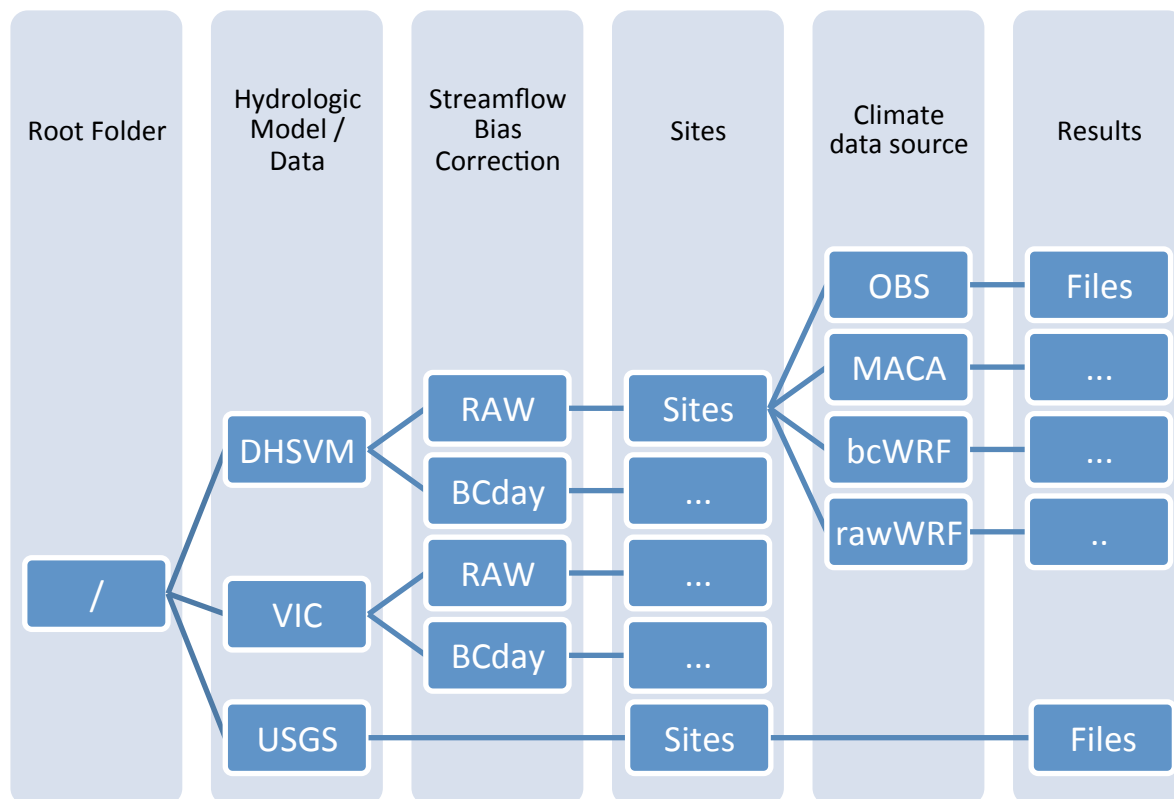 Root Folder
Hydrologic
Model /
Data
Streamflow
Bias
Correction
Sites
Climate
data source
Results
/
DHSVM
VIC
USGS
RAW
BCday
RAW
BCday
Sites
...
...
...
Sites
OBS
MACA
bcWRF
rawWRF
Files
...
...
..
Files